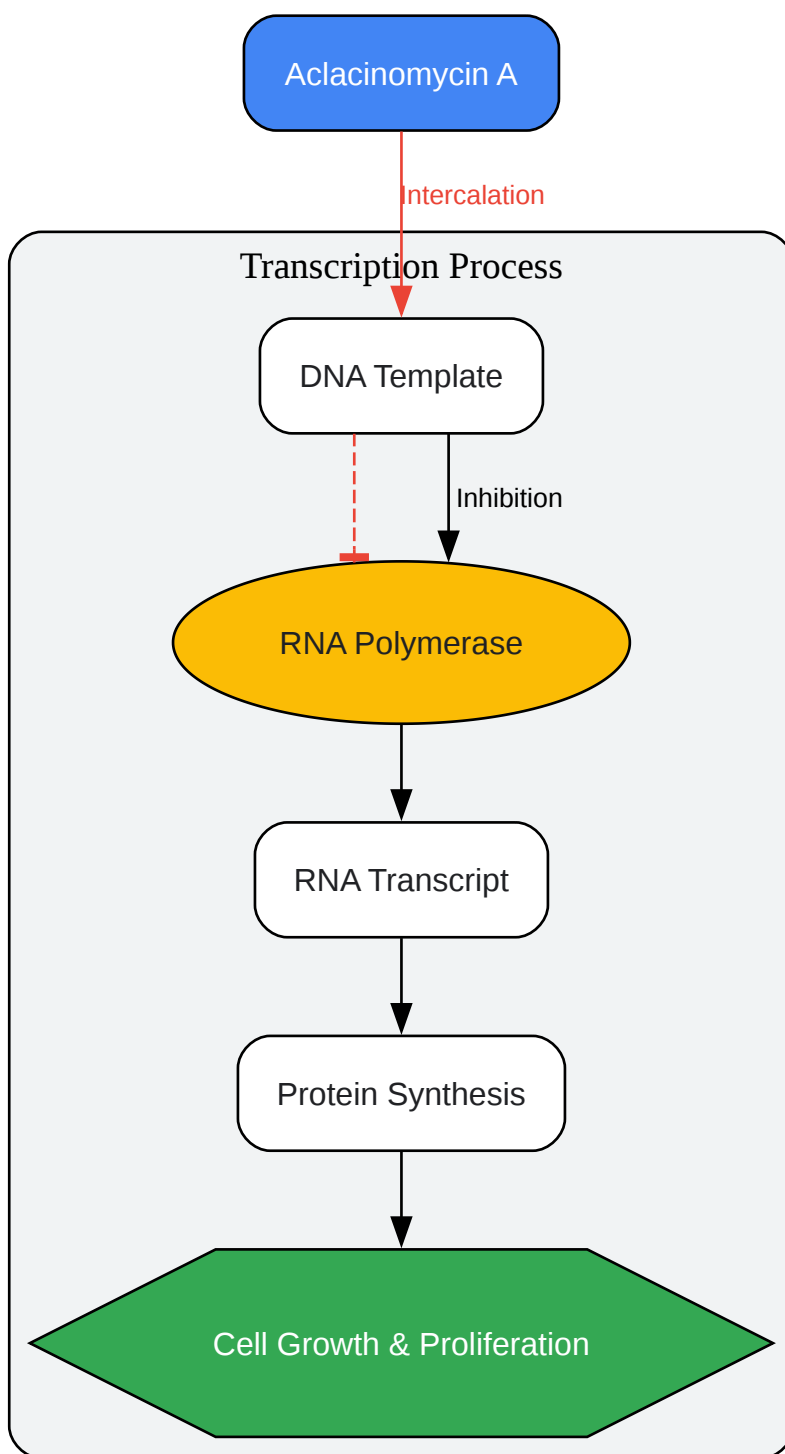 Aclacinomycin A
Intercalation
Transcription Process
DNA Template
Inhibition
RNA Polymerase
RNA Transcript
Protein Synthesis
Cell Growth & Proliferation